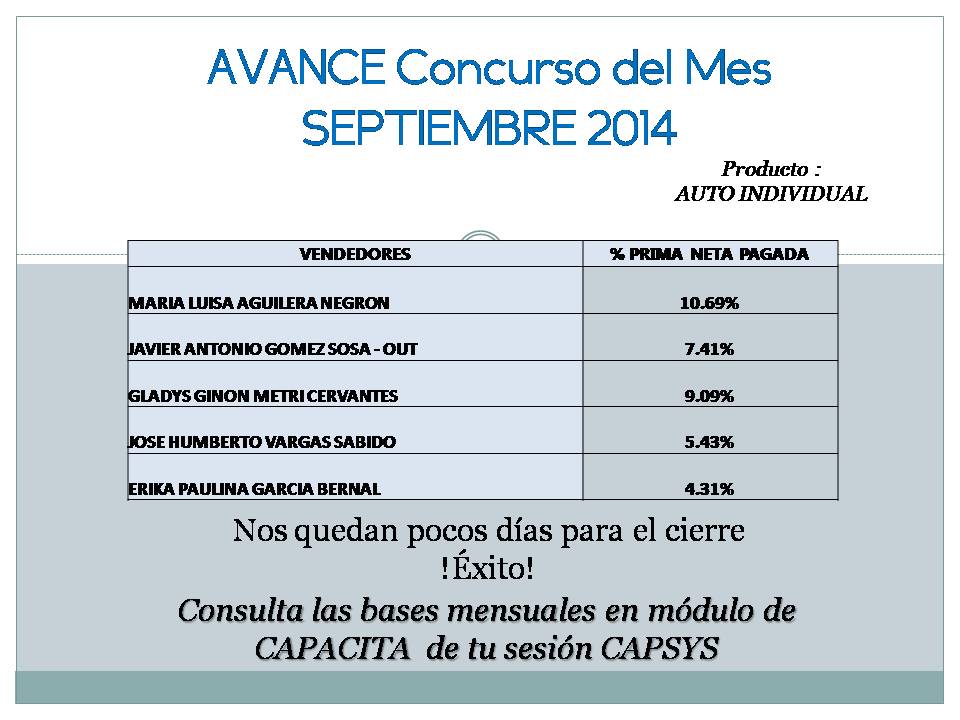 AVANCE Concurso del Mes
SEPTIEMBRE 2014
Producto :
AUTO INDIVIDUAL
VENDEDORES % PRIMA NETA PAGADA
MARIA LUISA AGUILERA NEGRON 10.69%
JAVIER ANTONIO GOMEZ SOSA - OUT 7.41%
GLADYS GINON METRI CERVANTES 9.09%
JOSE HUMBERTO VARGAS SABIDO 5.43%
ERIKA PAULINA GARCIA BERNAL 4.31%
Nos quedan pocos días para el cierre
!Éxito!
Consulta las bases mensuales en módulo de
CAPACITA de tu sesión CAPSYS